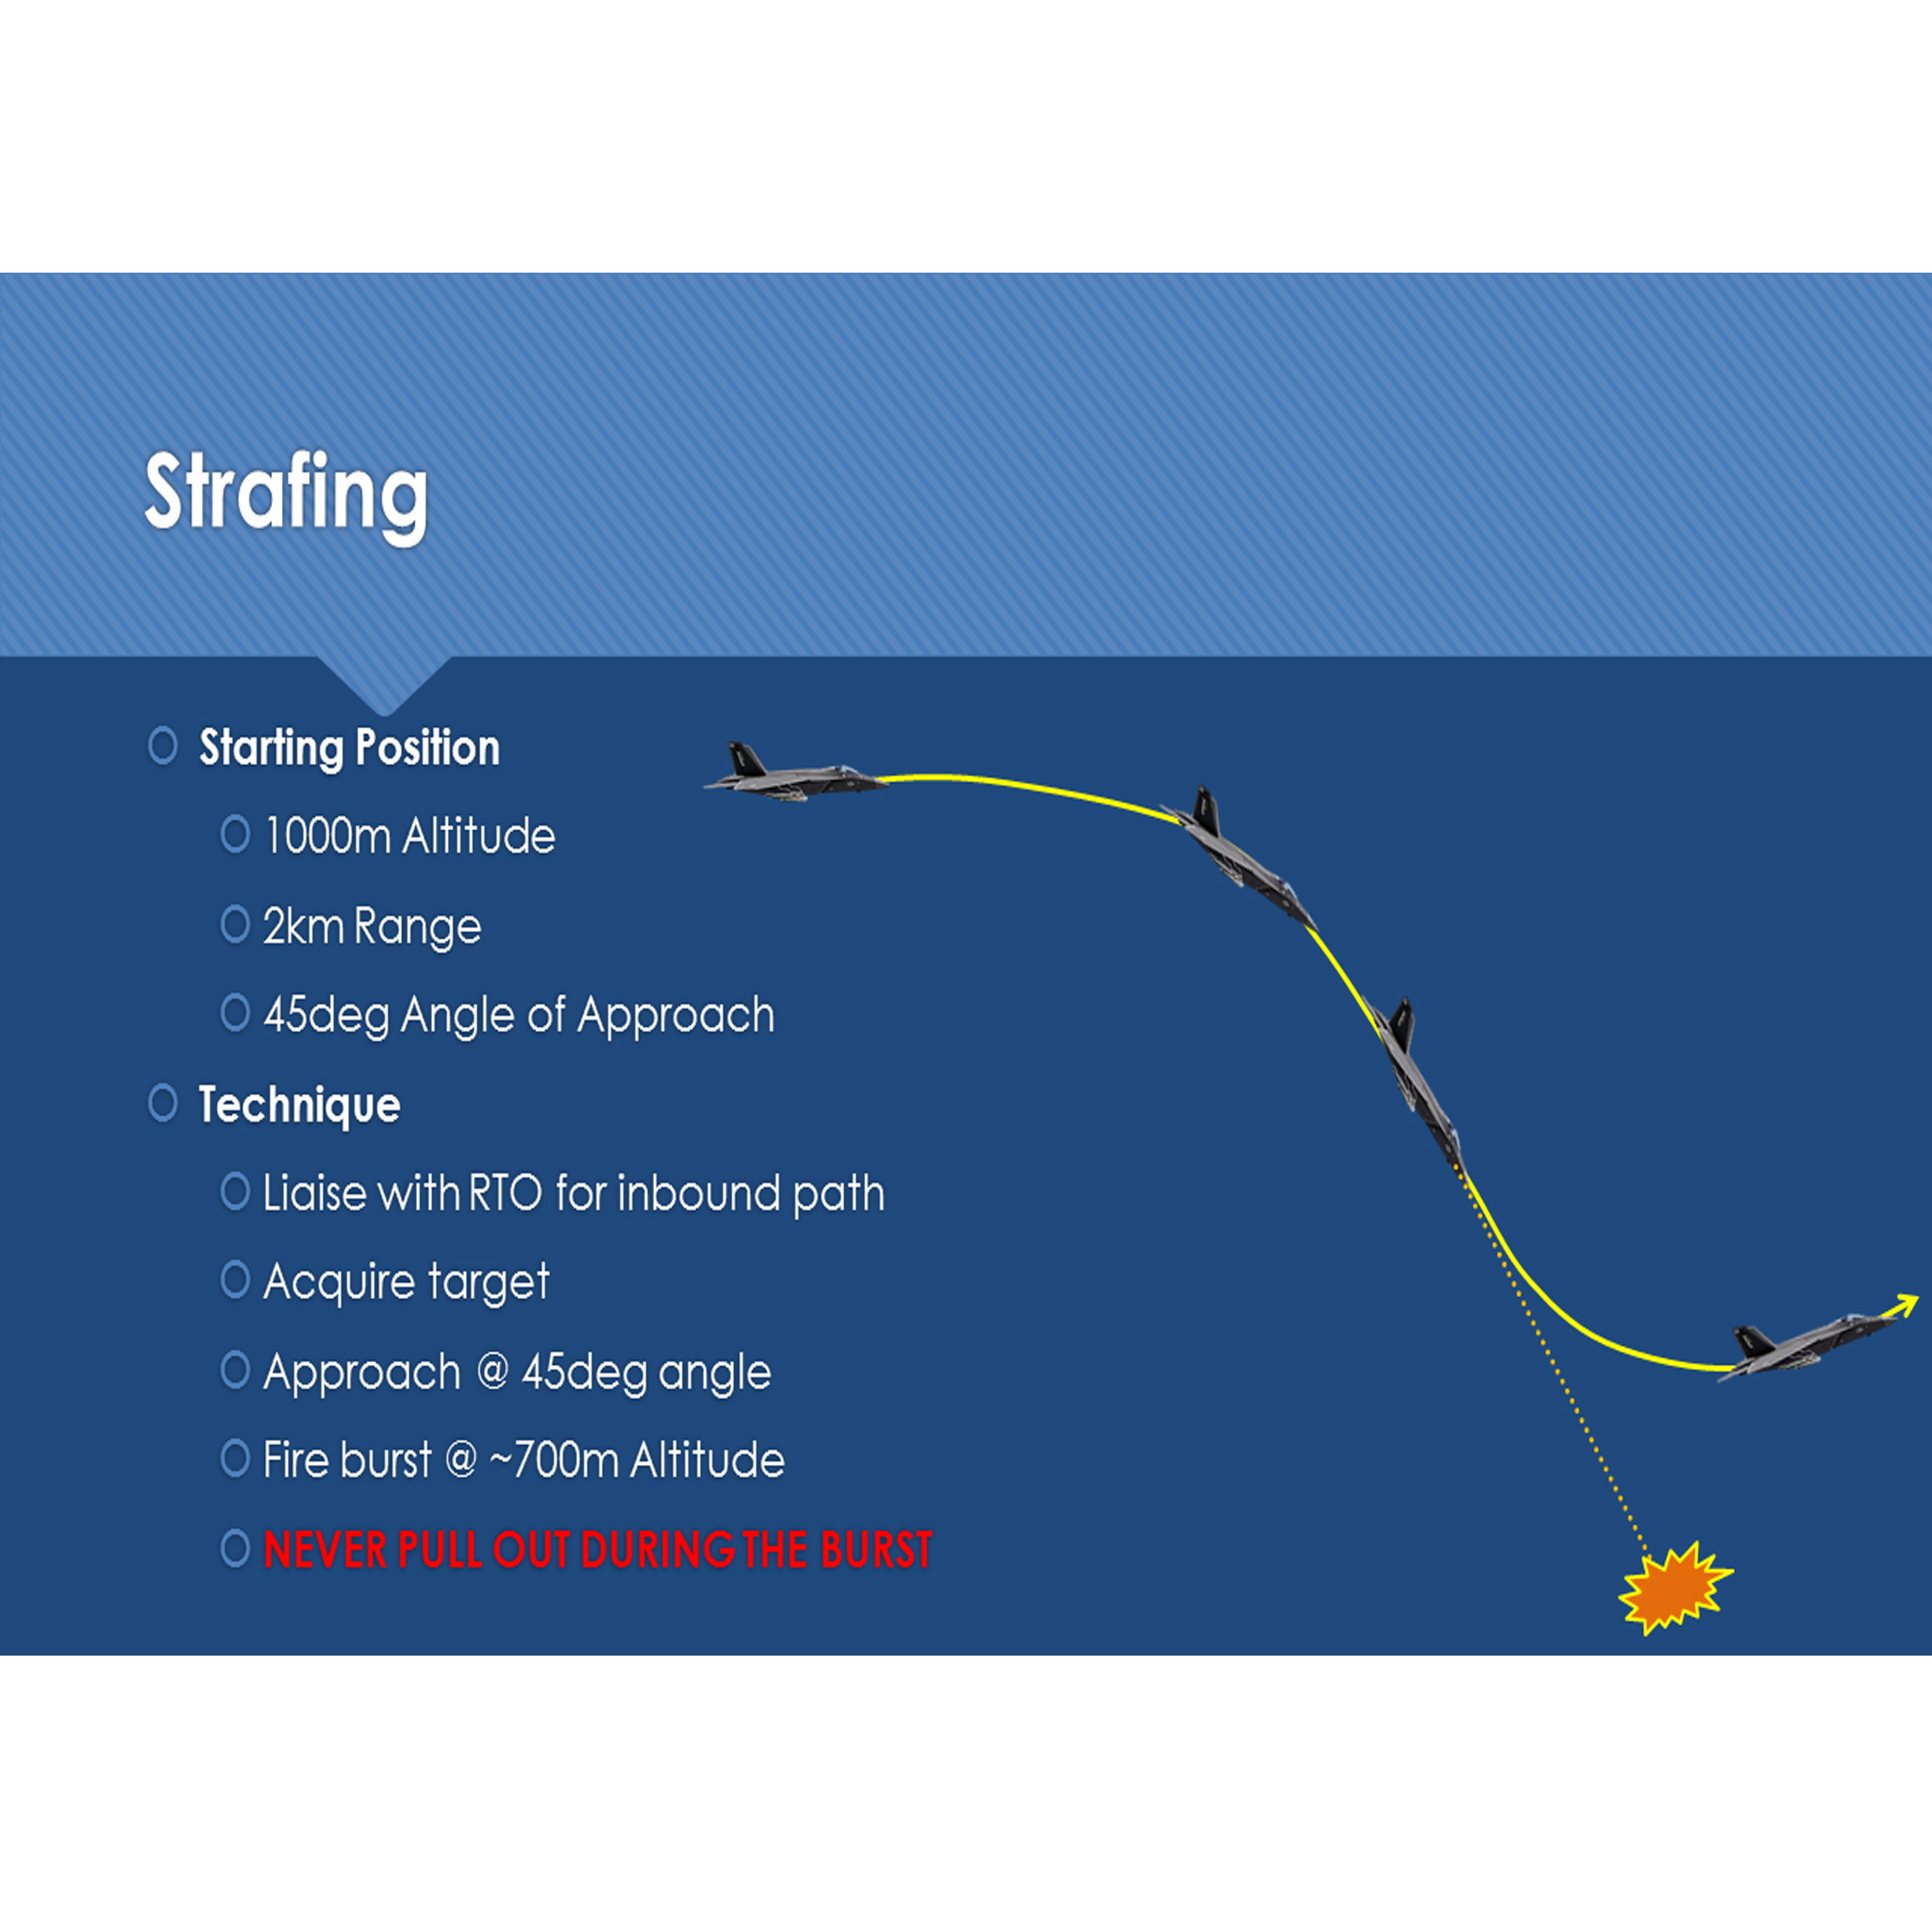 Strafing
Starting Position
1000m Altitude
2km Range
45deg Angle of Approach
Technique
Liaise with RTO for inbound path
Acquire target
Approach @ 45deg angle
Fire burst @ ~700m Altitude
NEVER PULL OUT DURING THE BURST